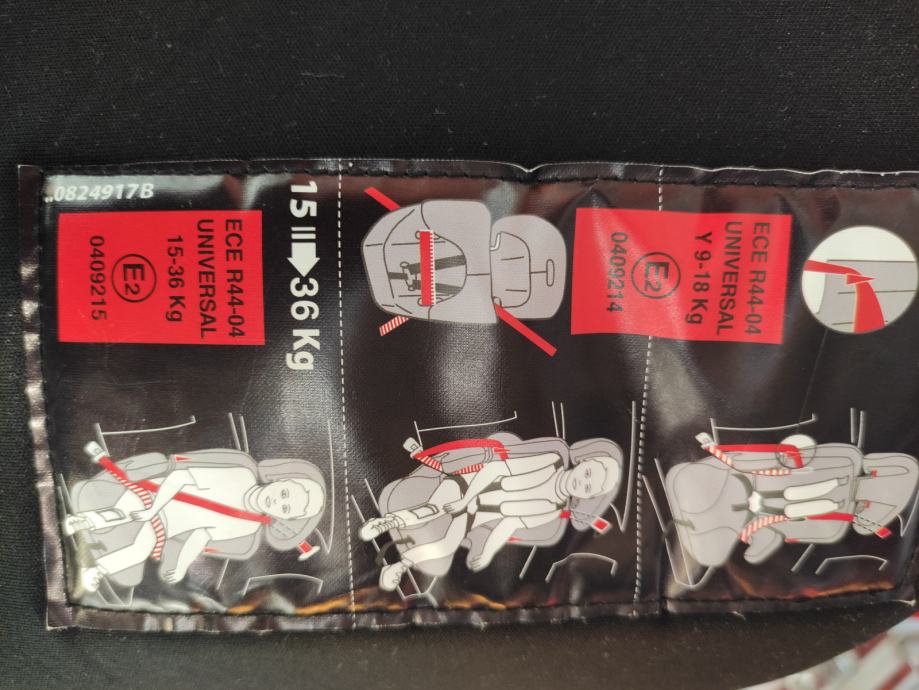 ECE R44-04
UNIVERSAL
Y 9-18 Kg
E2
0409214
15 36 Kg
ECE R44-04
UNIVERSAL
15-36 Kg
E2
0409215
0824917B